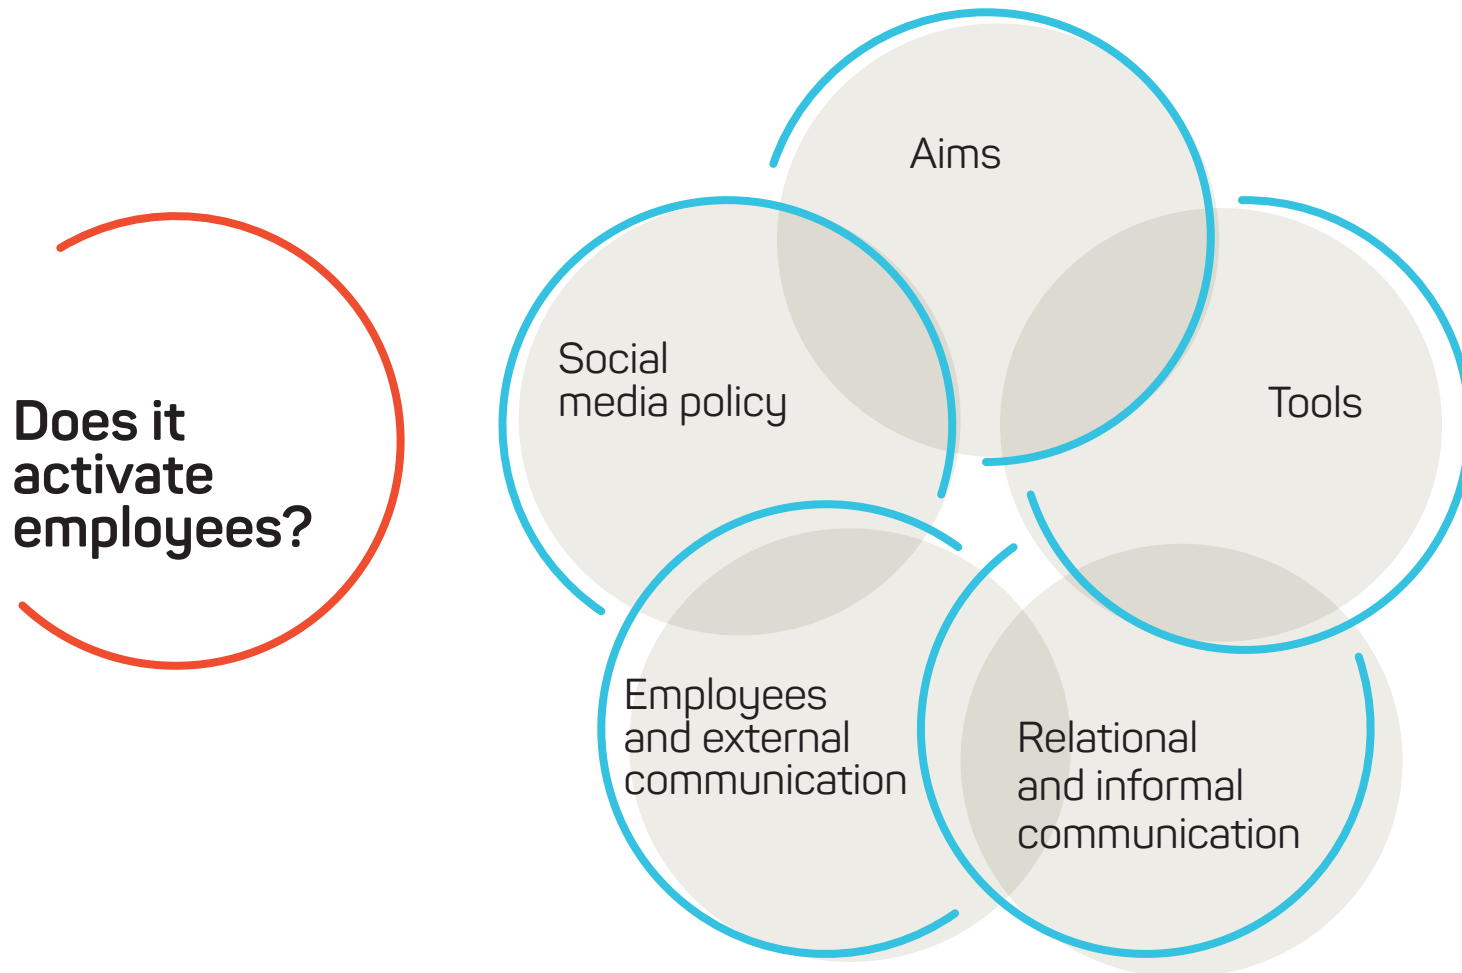 Does it
activate
employees?
Aims
Social
media policy
Tools
Employees
and external
communication
Relational
and informal
communication